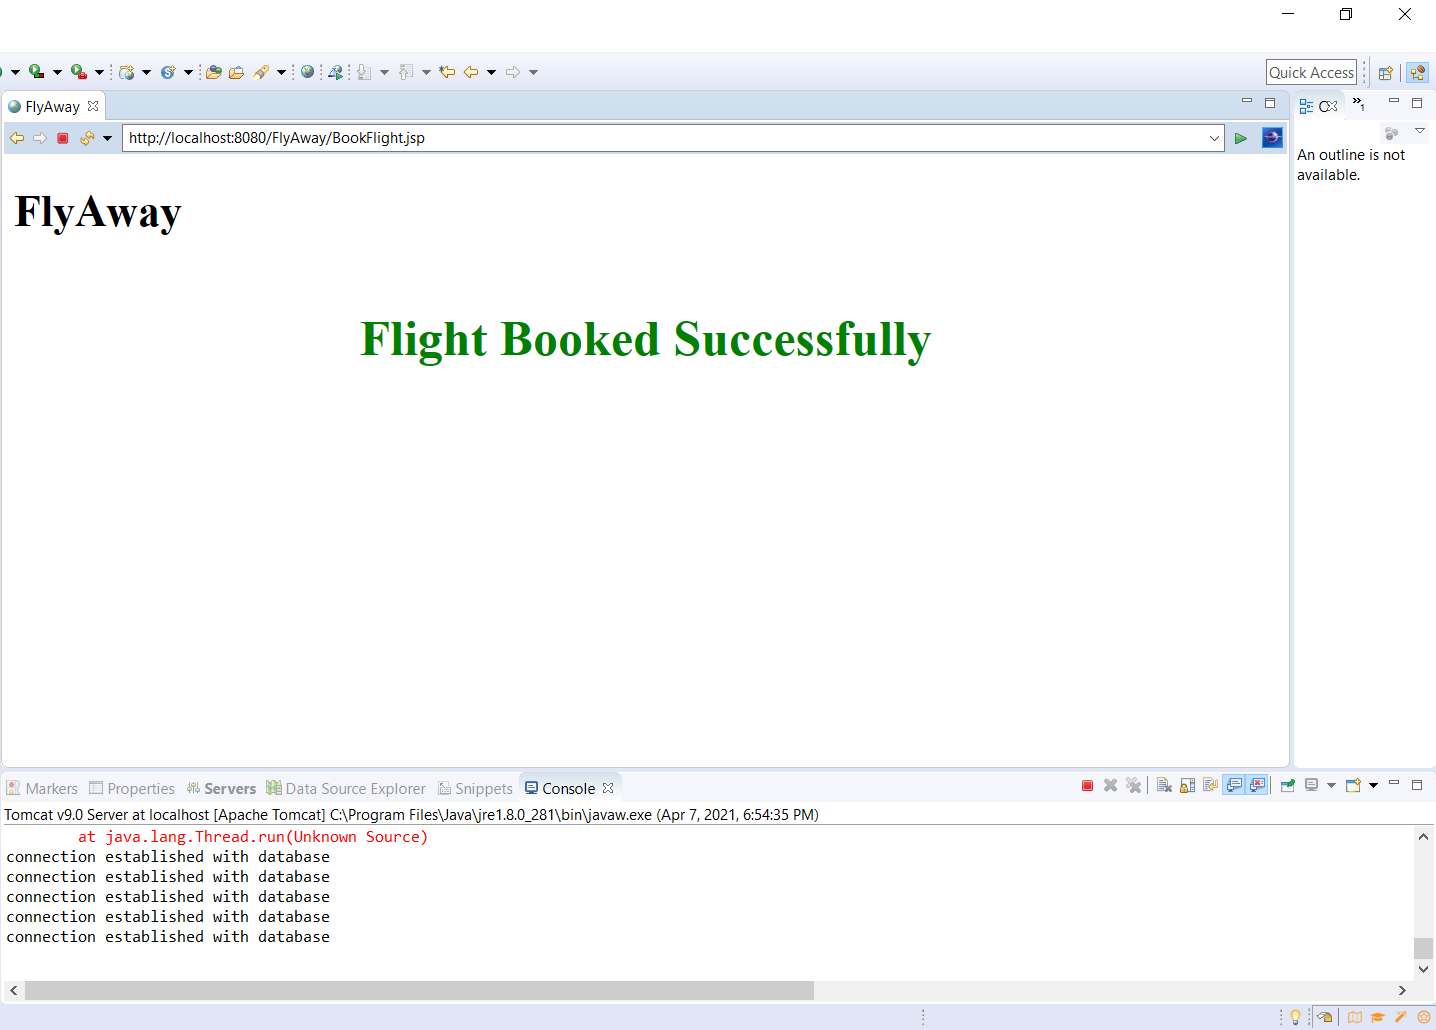 Quick Access
FlyAway
http://localhost:8080/FlyAway/BookFlight.jsp
An outline is not
available.
FlyAway
Flight Booked Successfully
Markers Properties Servers Data Source Explorer Snippets Console
Tomcat v9.0 Server at localhost [Apache Tomcat] C:\Program Files\Java\jre1.8.0_281\bin\javaw.exe (Apr 7, 2021, 6:54:35 PM)
at java.lang.Thread.run(Unknown Source)
connection established with database
connection established with database
connection established with database
connection established with database
connection established with database